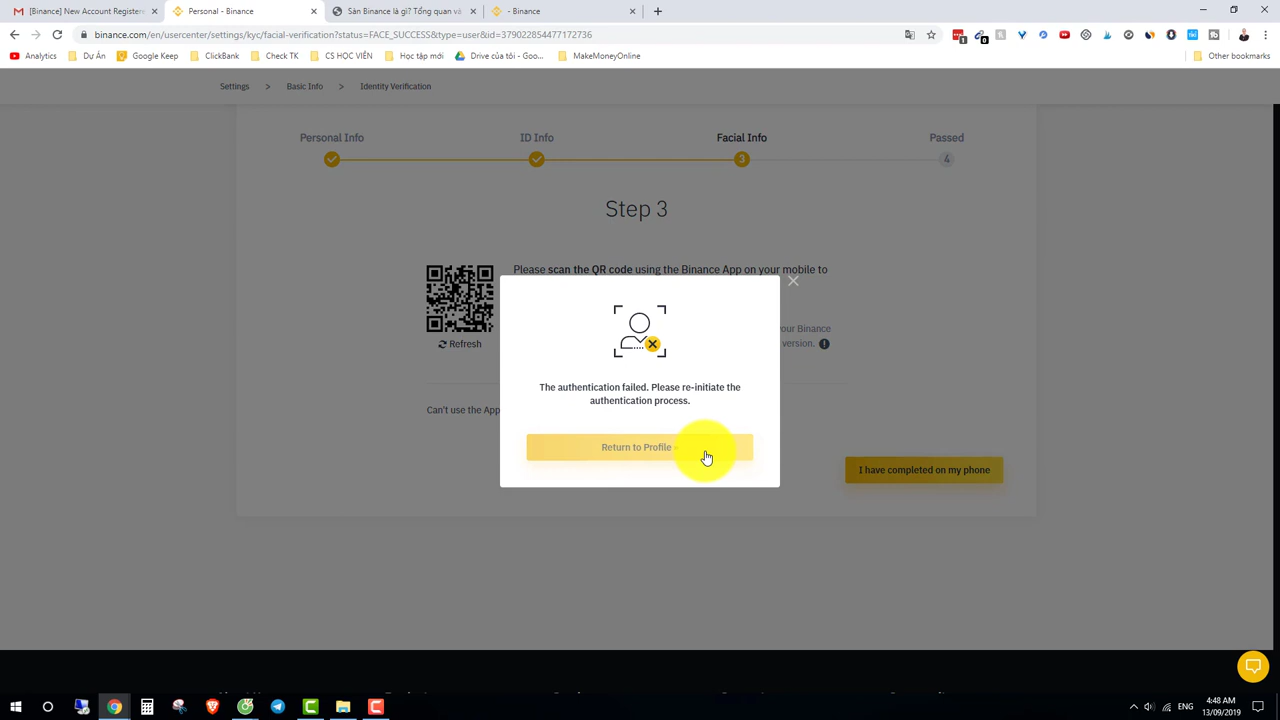 [Binance] New Account Registere
Personal - Binance
Sàn Binance là gì? Tổng quan và
- Binance
binance.com/en/usercenter/settings/kyc/facial-verification?status=FACE_SUCCESS&type=user&id=379022854477172736
Analytics
Dự Án
Google Keep
ClickBank
Check TK
CS HỌC VIÊN
Học tập mới
Drive của tôi - Goo...
MakeMoneyOnline
Other bookmarks
Settings > Basic Info > Identity Verification
Personal Info
ID Info
Facial Info
Passed
3
4
Step 3
Please scan the QR code using the Binance App on your mobile to
your Binance
version.
Refresh
Can't use the App
The authentication failed. Please re-initiate the
authentication process.
Return to Profile
I have completed on my phone
ENG
4:48 AM
13/09/2019